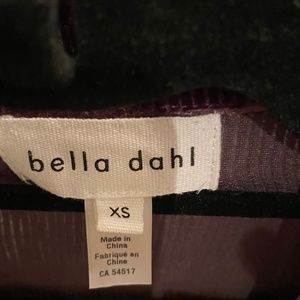 bella dahl
XS
Made in
China
Fabriqué en
Chine
CA 54517